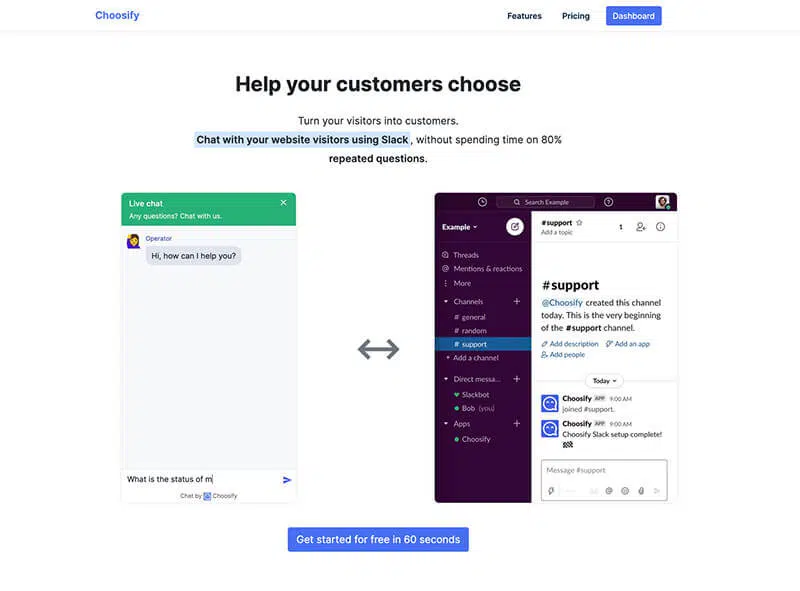 Choosify
Features
Pricing
Dashboard
Help your customers choose
Turn your visitors into customers.
Chat with your website visitors using Slack, without spending time on 80%
repeated questions.
Live chat
Any questions? Chat with us.
Operator
Hi, how can I help you?
What is the status of m
Chat by Choosify
Search Example
Example
Threads
Mentions & reactions
More
Channels
# general
# random
# support
+ Add a channel
Direct messa...
Slackbot
Bob (you)
Apps
Choosify
#support
Add a topic
1
#support
@Choosify created this channel
today. This is the very beginning
of the #support channel.
Add description
Add an app
Add people
Today
Choosify APP 9:00 AM
joined #support.
Choosify APP 9:00 AM
Choosify Slack setup complete!
Message #support
Get started for free in 60 seconds